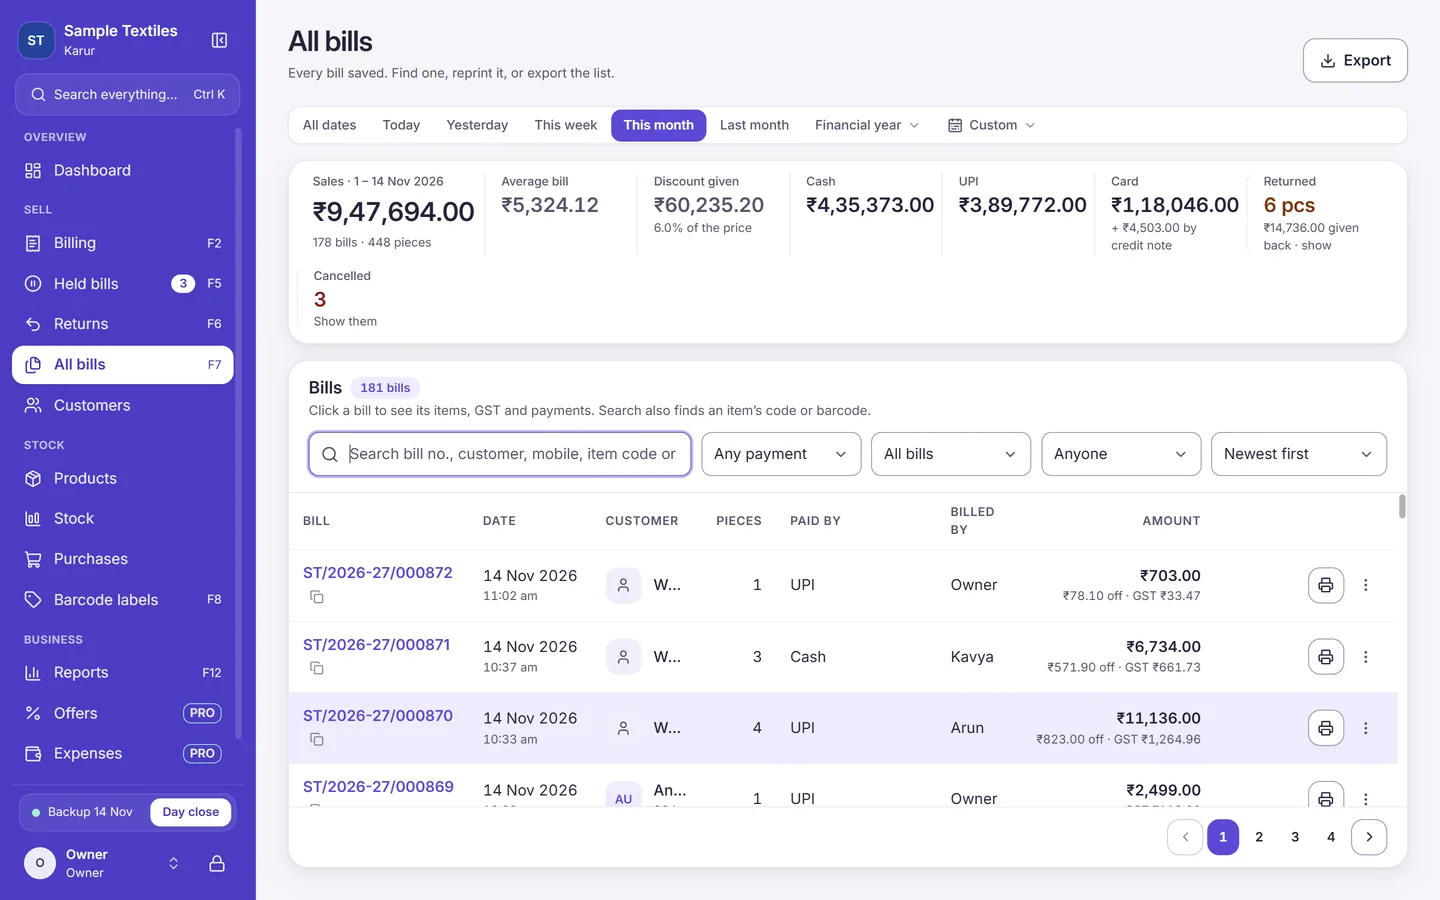 ST
Sample Textiles
Karur
Search everything... Ctrl K
OVERVIEW
Dashboard
SELL
Billing F2
Held bills 3 F5
Returns F6
All bills F7
Customers
STOCK
Products
Stock
Purchases
Barcode labels F8
BUSINESS
Reports F12
Offers PRO
Expenses PRO
Backup 14 Nov Day close
O
Owner
Owner
All bills
Every bill saved. Find one, reprint it, or export the list.
Export
All dates Today Yesterday This week This month Last month Financial year Custom
Sales · 1 – 14 Nov 2026
₹9,47,694.00
178 bills · 448 pieces
Average bill
₹5,324.12
Discount given
₹60,235.20
6.0% of the price
Cash
₹4,35,373.00
UPI
₹3,89,772.00
Card
₹1,18,046.00
+ ₹4,503.00 by
credit note
Returned
6 pcs
₹14,736.00 given
back · show
Cancelled
3
Show them
Bills 181 bills
Click a bill to see its items, GST and payments. Search also finds an item’s code or barcode.
Search bill no., customer, mobile, item code or
Any payment All bills Anyone Newest first
BILL DATE CUSTOMER PIECES PAID BY BILLED BY AMOUNT
ST/2026-27/000872 14 Nov 2026 W... 1 UPI Owner ₹703.00
11:02 am ₹78.10 off · GST ₹33.47
ST/2026-27/000871 14 Nov 2026 W... 3 Cash Kavya ₹6,734.00
10:37 am ₹571.90 off · GST ₹661.73
ST/2026-27/000870 14 Nov 2026 W... 4 UPI Arun ₹11,136.00
10:33 am ₹823.00 off · GST ₹1,264.96
ST/2026-27/000869 14 Nov 2026 AU An... 1 UPI Owner ₹2,499.00
1 2 3 4